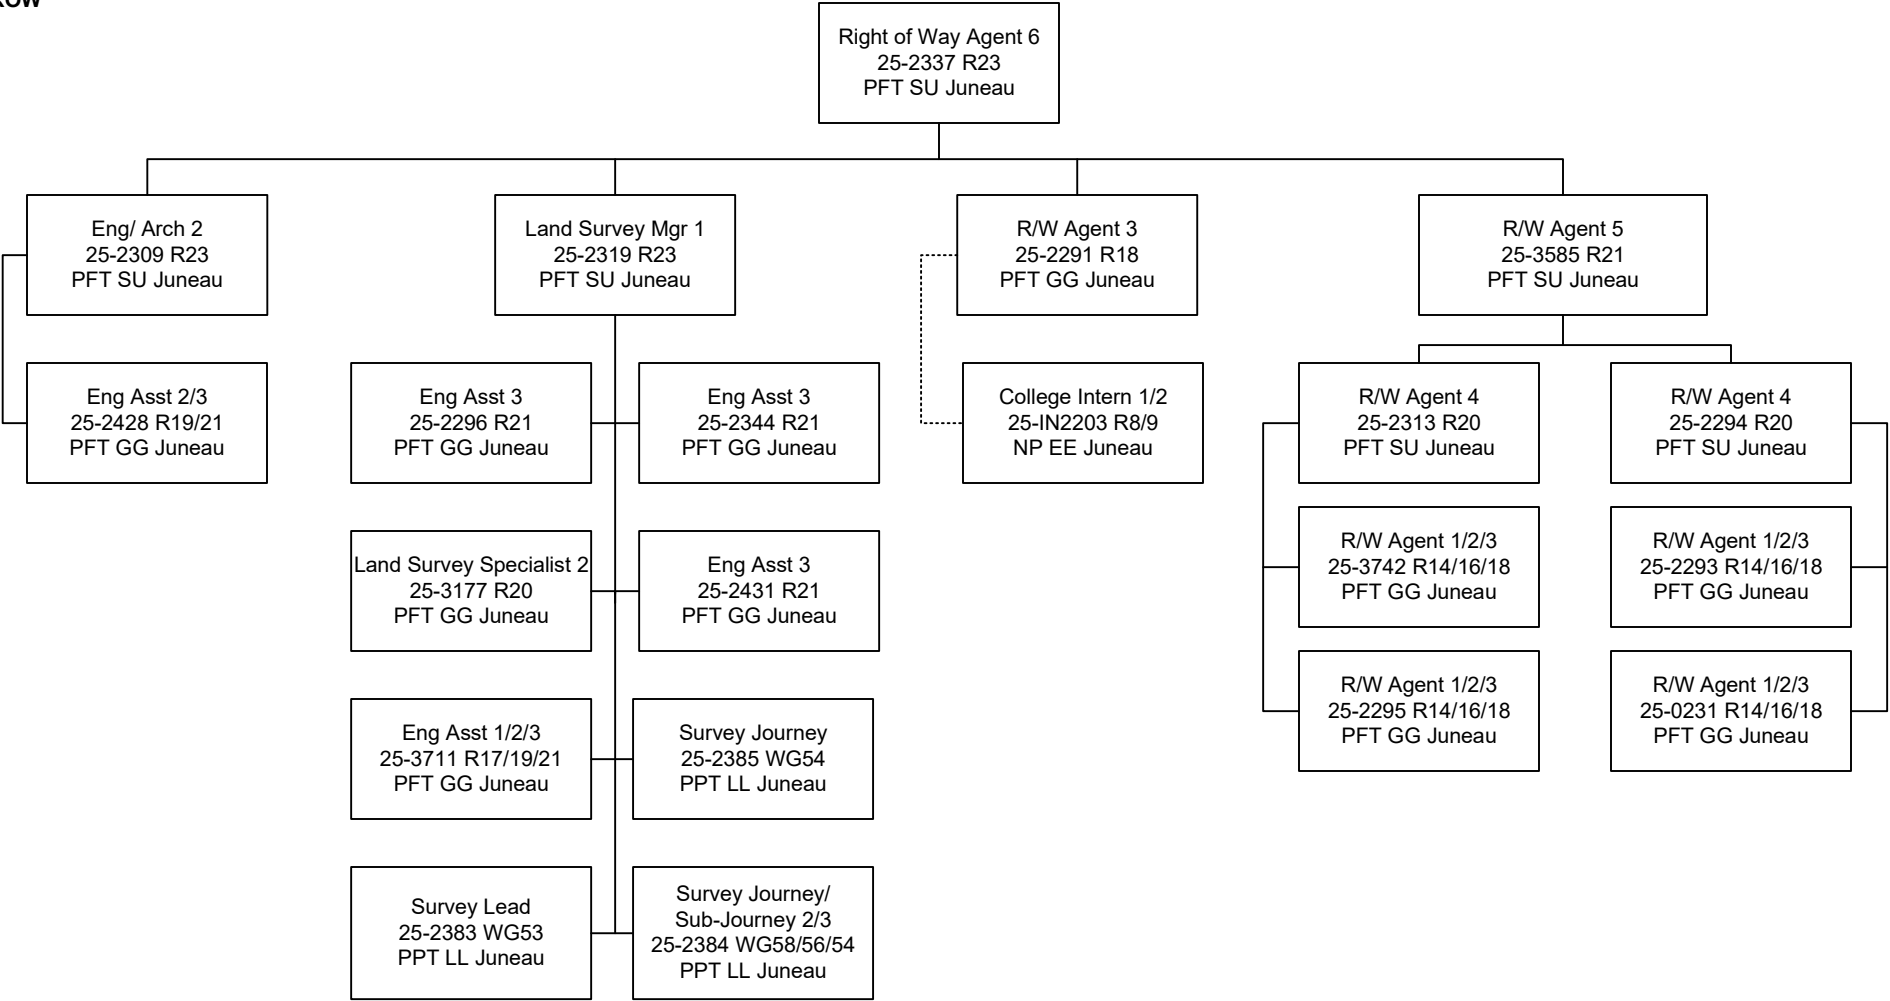 Right of Way Agent 6
25-2337 R23
PFT SU Juneau
Eng/ Arch 2
25-2309 R23
PFT SU Juneau
Land Survey Mgr 1
25-2319 R23
PFT SU Juneau
R/W Agent 3
25-2291 R18
PFT GG Juneau
R/W Agent 5
25-3585 R21
PFT SU Juneau
Eng Asst 2/3
25-2428 R19/21
PFT GG Juneau
Eng Asst 3
25-2296 R21
PFT GG Juneau
Eng Asst 3
25-2344 R21
PFT GG Juneau
College Intern 1/2
25-IN2203 R8/9
NP EE Juneau
R/W Agent 4
25-2313 R20
PFT SU Juneau
R/W Agent 4
25-2294 R20
PFT SU Juneau
Land Survey Specialist 2
25-3177 R20
PFT GG Juneau
Eng Asst 3
25-2431 R21
PFT GG Juneau
R/W Agent 1/2/3
25-3742 R14/16/18
PFT GG Juneau
R/W Agent 1/2/3
25-2293 R14/16/18
PFT GG Juneau
Eng Asst 1/2/3
25-3711 R17/19/21
PFT GG Juneau
Survey Journey
25-2385 WG54
PPT LL Juneau
R/W Agent 1/2/3
25-2295 R14/16/18
PFT GG Juneau
R/W Agent 1/2/3
25-0231 R14/16/18
PFT GG Juneau
Survey Lead
25-2383 WG53
PPT LL Juneau
Survey Journey/
Sub-Journey 2/3
25-2384 WG58/56/54
PPT LL Juneau